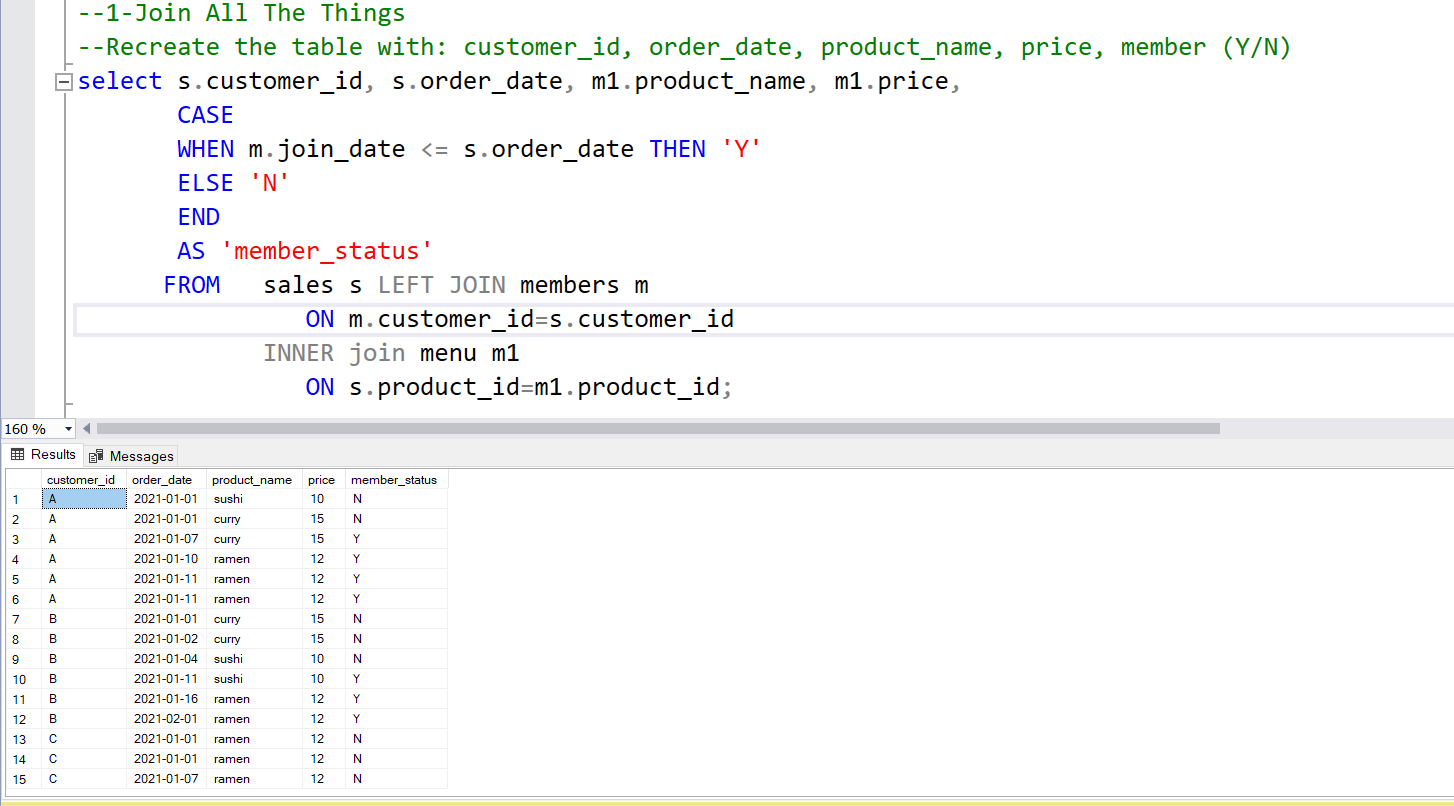 --1-Join All The Things
--Recreate the table with: customer_id, order_date, product_name, price, member (Y/N)
select s.customer_id, s.order_date, m1.product_name, m1.price,
CASE
WHEN m.join_date <= s.order_date THEN 'Y'
ELSE 'N'
END
AS 'member_status'
FROM sales s LEFT JOIN members m
ON m.customer_id=s.customer_id
INNER join menu m1
ON s.product_id=m1.product_id;
160 %
Results Messages
customer_id order_date product_name price member_status
1 A 2021-01-01 sushi 10 N
2 A 2021-01-01 curry 15 N
3 A 2021-01-07 curry 15 Y
4 A 2021-01-10 ramen 12 Y
5 A 2021-01-11 ramen 12 Y
6 A 2021-01-11 ramen 12 Y
7 B 2021-01-01 curry 15 N
8 B 2021-01-02 curry 15 N
9 B 2021-01-04 sushi 10 N
10 B 2021-01-11 sushi 10 Y
11 B 2021-01-16 ramen 12 Y
12 B 2021-02-01 ramen 12 Y
13 C 2021-01-01 ramen 12 N
14 C 2021-01-01 ramen 12 N
15 C 2021-01-07 ramen 12 N